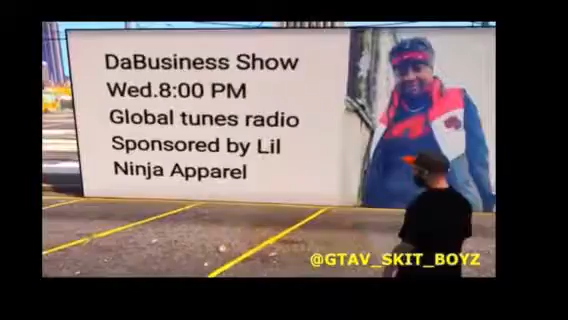 DaBusiness Show
Wed.8:00 PM
Global tunes radio
Sponsored by Lil
Ninja Apparel
@GTAV_SKIT_BOYZ